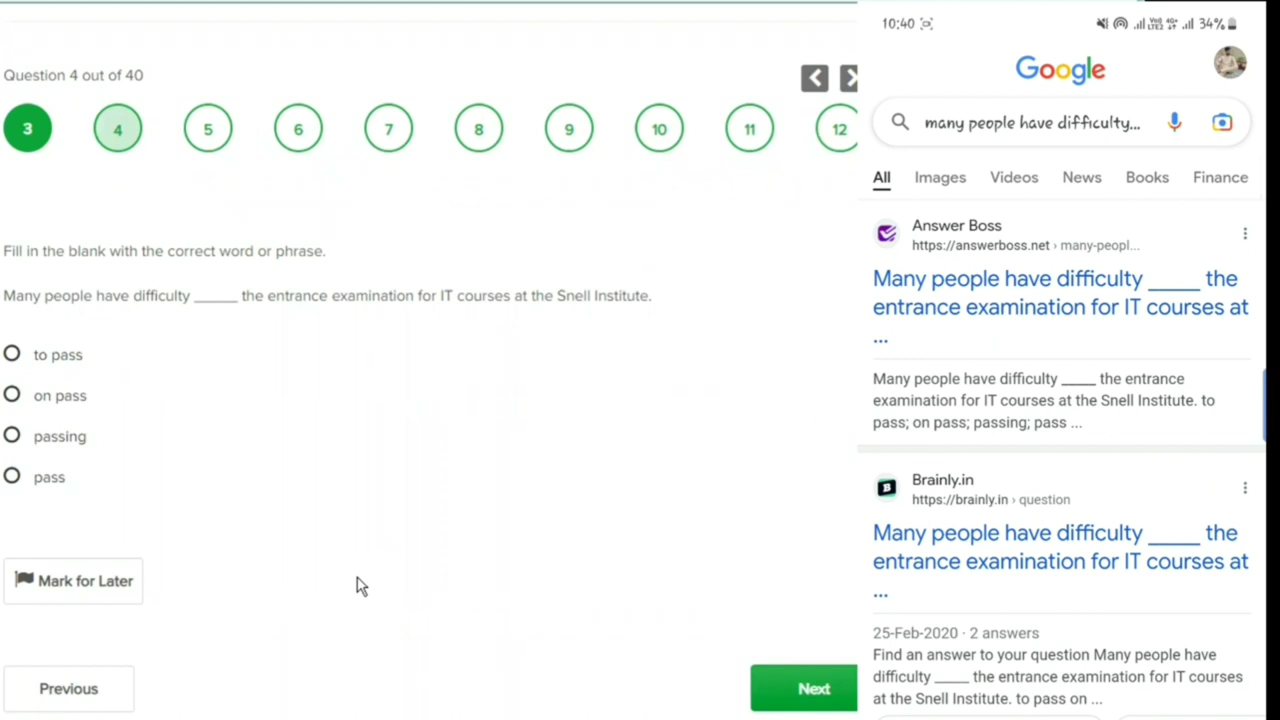 Question 4 out of 40
3 4 5 6 7 8 9 10 11 12
Fill in the blank with the correct word or phrase.
Many people have difficulty ______ the entrance examination for IT courses at the Snell Institute.
to pass
on pass
passing
pass
Mark for Later
Previous
Next
10:40
34%
Google
many people have difficulty...
All Images Videos News Books Finance
Answer Boss
https://answerboss.net › many-peopl...
Many people have difficulty _____ the
entrance examination for IT courses at
...
Many people have difficulty _____ the entrance
examination for IT courses at the Snell Institute. to
pass; on pass; passing; pass ...
Brainly.in
https://brainly.in › question
Many people have difficulty _____ the
entrance examination for IT courses at
...
25-Feb-2020 · 2 answers
Find an answer to your question Many people have
difficulty _____ the entrance examination for IT courses
at the Snell Institute. to pass on ...